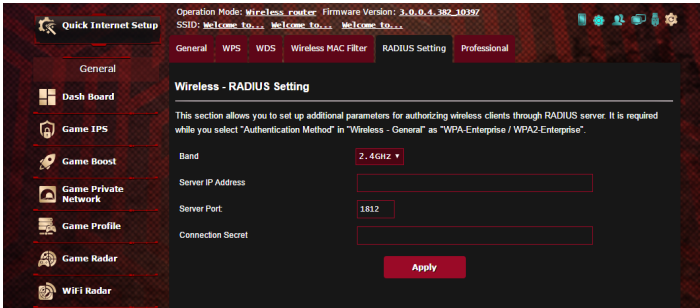 Quick Internet Setup
Operation Mode: Wireless router Firmware Version: 3.0.0.4.382_10397
SSID: Welcome to... Welcome to... Welcome to...
General WPS WDS Wireless MAC Filter RADIUS Setting Professional
General
Dash Board
Game IPS
Game Boost
Game Private
Network
Game Profile
Game Radar
WiFi Radar
Wireless - RADIUS Setting
This section allows you to set up additional parameters for authorizing wireless clients through RADIUS server. It is required
while you select "Authentication Method" in "Wireless - General" as "WPA-Enterprise / WPA2-Enterprise".
Band 2.4GHz
Server IP Address
Server Port: 1812
Connection Secret
Apply